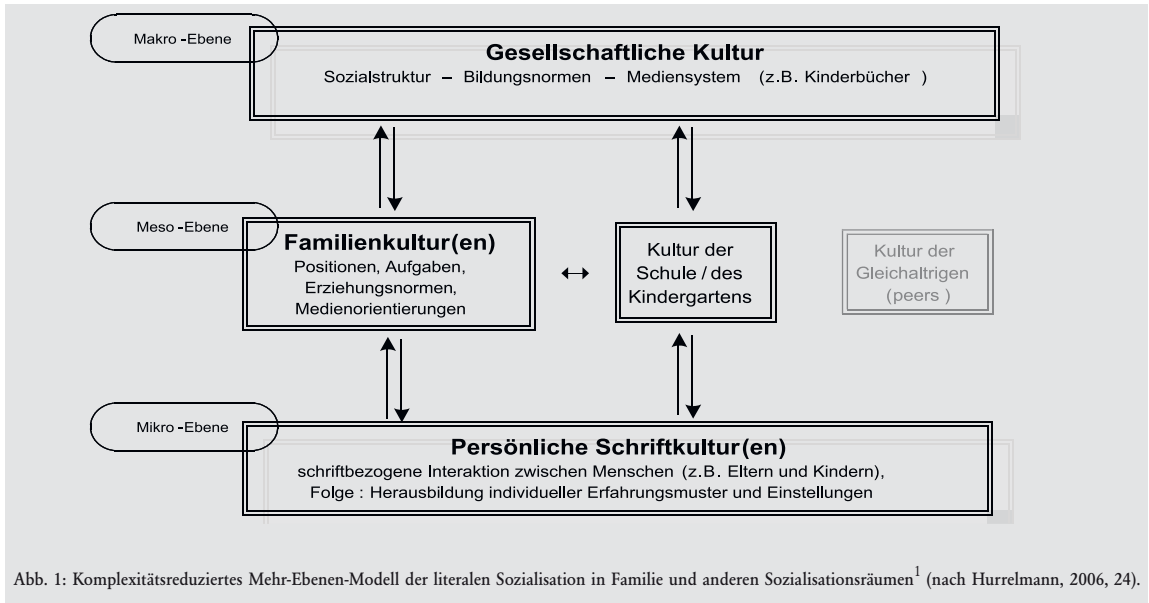 Makro -Ebene
Gesellschaftliche Kultur
Sozialstruktur – Bildungsnormen – Mediensystem (z.B. Kinderbücher )
Meso -Ebene
Familienkultur(en)
Positionen, Aufgaben,
Erziehungsnormen,
Medienorientierungen
Kultur der
Schule / des
Kindergartens
Kultur der
Gleichaltrigen
(peers )
Mikro -Ebene
Persönliche Schriftkultur(en)
schriftbezogene Interaktion zwischen Menschen (z.B. Eltern und Kindern),
Folge : Herausbildung individueller Erfahrungsmuster und Einstellungen
Abb. 1: Komplexitätsreduziertes Mehr-Ebenen-Modell der literalen Sozialisation in Familie und anderen Sozialisationsräumen¹ (nach Hurrelmann, 2006, 24).